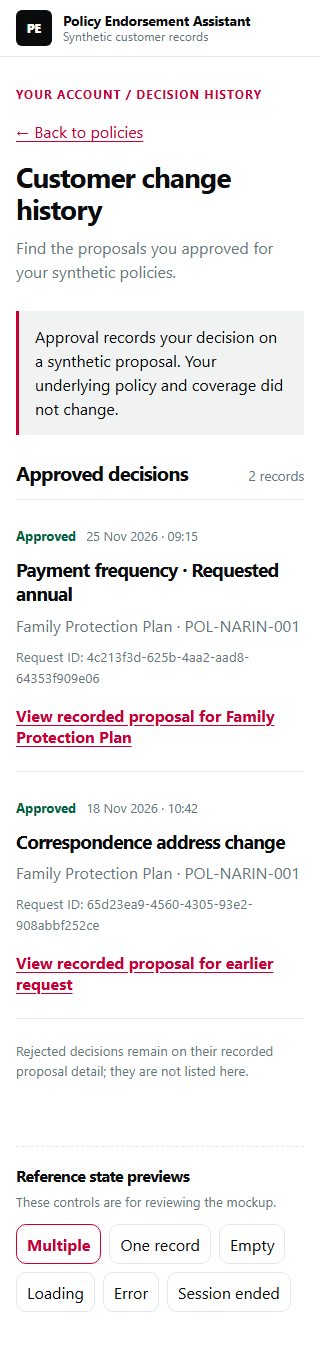 PE
Policy Endorsement Assistant
Synthetic customer records
YOUR ACCOUNT / DECISION HISTORY
← Back to policies
Customer change
history
Find the proposals you approved for
your synthetic policies.
Approval records your decision on
a synthetic proposal. Your
underlying policy and coverage did
not change.
Approved decisions 2 records
Approved 25 Nov 2026 · 09:15
Payment frequency · Requested
annual
Family Protection Plan · POL-NARIN-001
Request ID: 4c213f3d-625b-4aa2-aad8-
64353f909e06
View recorded proposal for Family
Protection Plan
Approved 18 Nov 2026 · 10:42
Correspondence address change
Family Protection Plan · POL-NARIN-001
Request ID: 65d23ea9-4560-4305-93e2-
908abbf252ce
View recorded proposal for earlier
request
Rejected decisions remain on their recorded
proposal detail; they are not listed here.
Reference state previews
These controls are for reviewing the mockup.
Multiple One record Empty
Loading Error Session ended